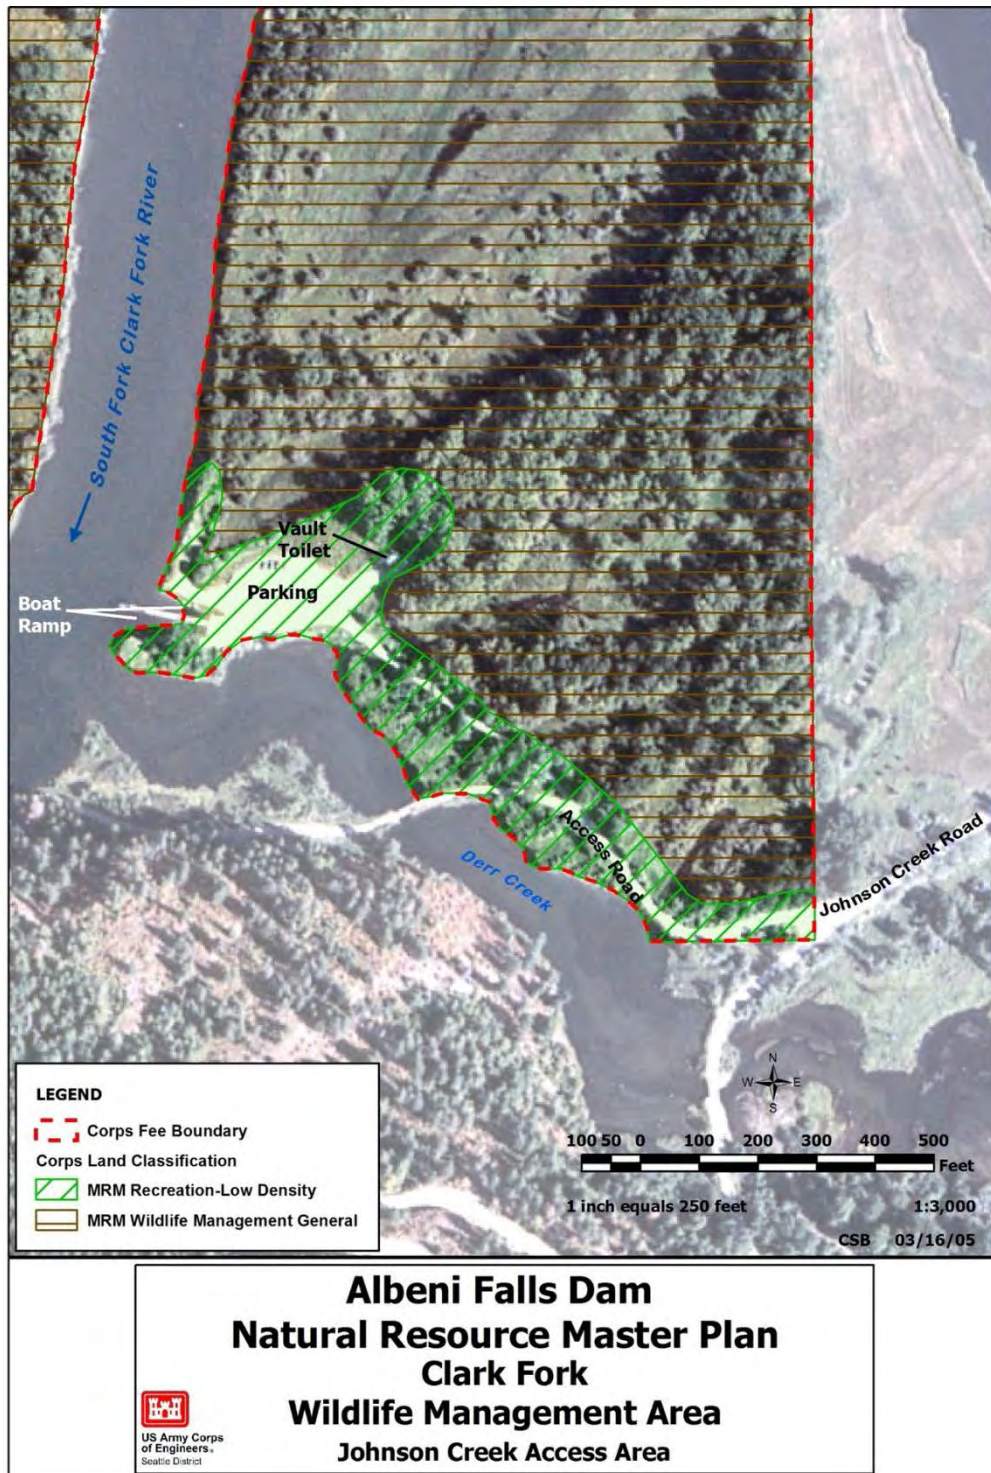 South Fork Clark Fork River
Vault
Toilet
Parking
Boat
Ramp
Access Road
Johnson Creek Road
Derr Creek
N
W E
S
LEGEND
Corps Fee Boundary
Corps Land Classification
MRM Recreation-Low Density
MRM Wildlife Management General
100 50 0 100 200 300 400 500
Feet
1 inch equals 250 feet 1:3,000
CSB 03/16/05
Albeni Falls Dam
Natural Resource Master Plan
Clark Fork
Wildlife Management Area
Johnson Creek Access Area
US Army Corps
of Engineers®
Seattle District